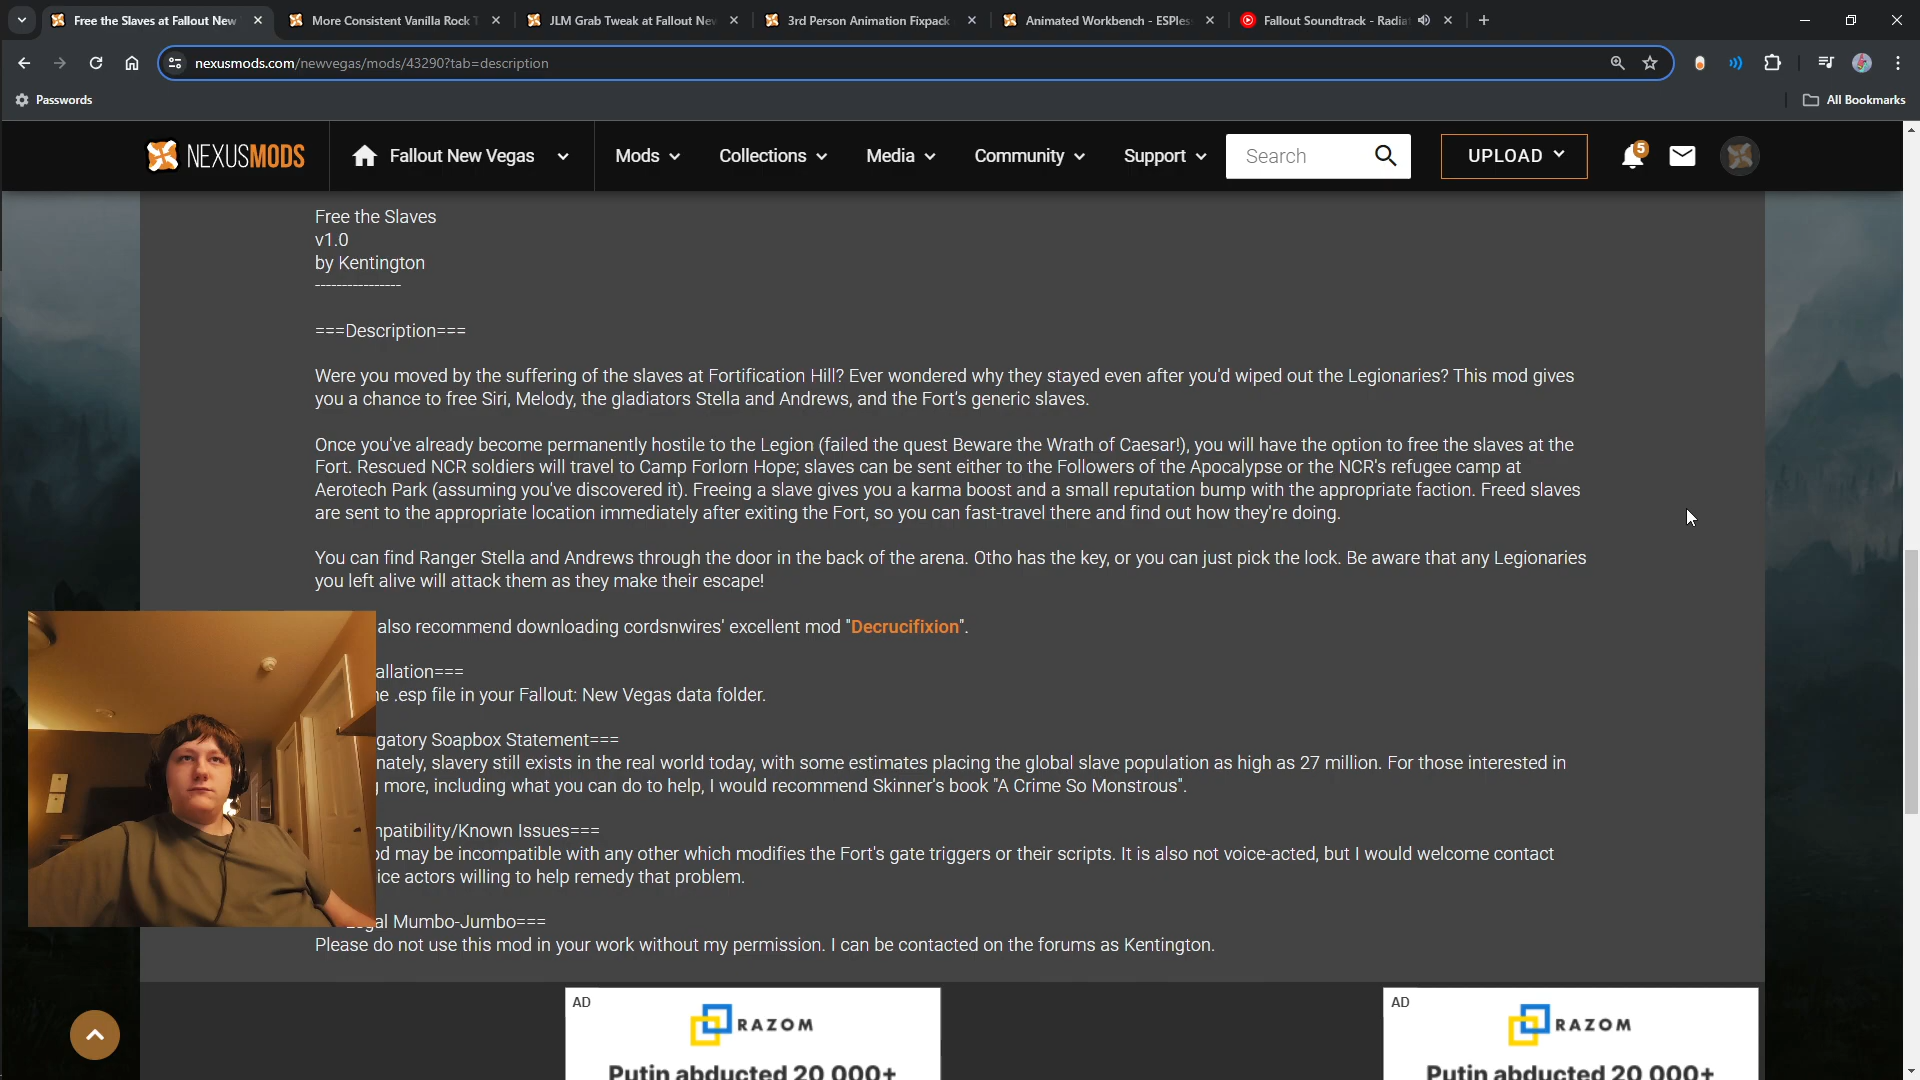 Free the Slaves at Fallout New
More Consistent Vanilla Rock T
JLM Grab Tweak at Fallout New
3rd Person Animation Fixpack
Animated Workbench - ESPless
Fallout Soundtrack - Radia
nexusmods.com/newvegas/mods/43290?tab=description
Passwords
All Bookmarks
NEXUSMODS
Fallout New Vegas
Mods
Collections
Media
Community
Support
Search
UPLOAD
5
Free the Slaves
v1.0
by Kentington
----------------
===Description===
Were you moved by the suffering of the slaves at Fortification Hill? Ever wondered why they stayed even after you'd wiped out the Legionaries? This mod gives
you a chance to free Siri, Melody, the gladiators Stella and Andrews, and the Fort's generic slaves.
Once you've already become permanently hostile to the Legion (failed the quest Beware the Wrath of Caesar!), you will have the option to free the slaves at the
Fort. Rescued NCR soldiers will travel to Camp Forlorn Hope; slaves can be sent either to the Followers of the Apocalypse or the NCR's refugee camp at
Aerotech Park (assuming you've discovered it). Freeing a slave gives you a karma boost and a small reputation bump with the appropriate faction. Freed slaves
are sent to the appropriate location immediately after exiting the Fort, so you can fast-travel there and find out how they're doing.
You can find Ranger Stella and Andrews through the door in the back of the arena. Otho has the key, or you can just pick the lock. Be aware that any Legionaries
you left alive will attack them as they make their escape!
also recommend downloading cordsnwires' excellent mod "Decrucifixion".
allation===
e .esp file in your Fallout: New Vegas data folder.
gatory Soapbox Statement===
nately, slavery still exists in the real world today, with some estimates placing the global slave population as high as 27 million. For those interested in
g more, including what you can do to help, I would recommend Skinner's book "A Crime So Monstrous".
npatibility/Known Issues===
od may be incompatible with any other which modifies the Fort's gate triggers or their scripts. It is also not voice-acted, but I would welcome contact
ice actors willing to help remedy that problem.
al Mumbo-Jumbo===
Please do not use this mod in your work without my permission. I can be contacted on the forums as Kentington.
AD
RAZOM
Putin abducted 20 000+
AD
RAZOM
Putin abducted 20 000+